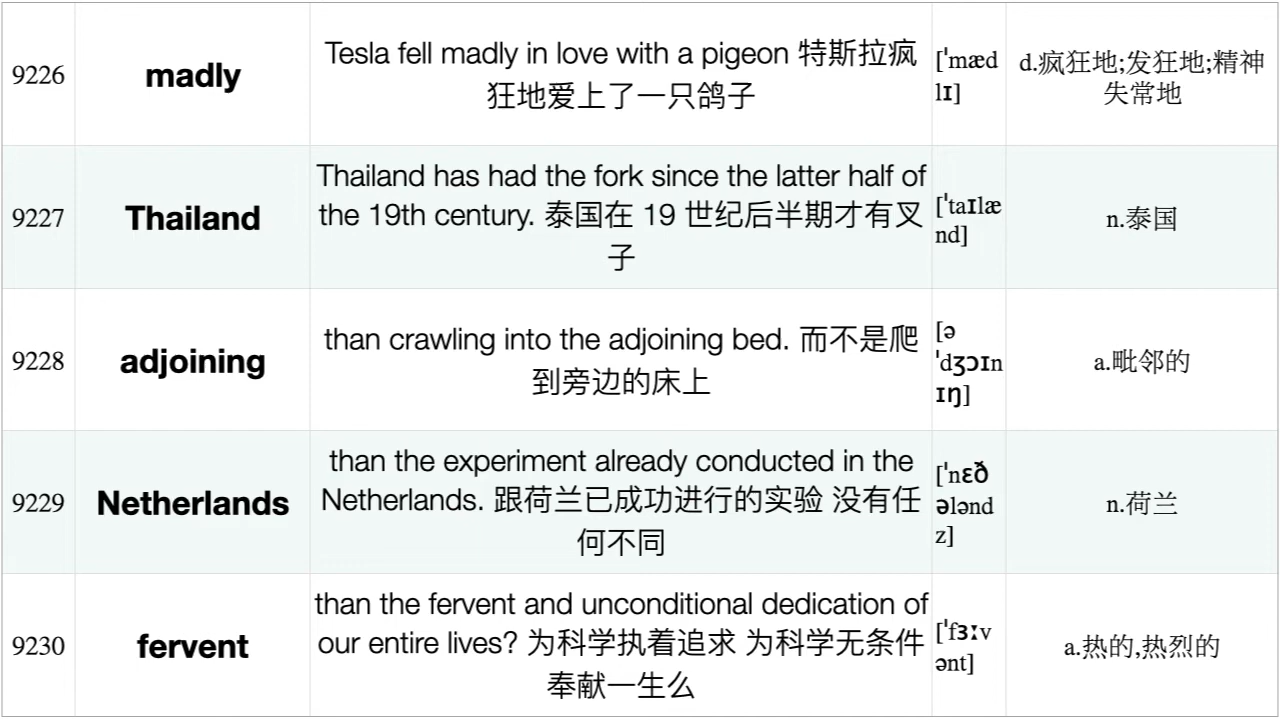 9226
madly
Tesla fell madly in love with a pigeon 特斯拉疯
狂地爱上了一只鸽子
[ˈmæd
lɪ]
d.疯狂地;发狂地;精神
失常地
9227
Thailand
Thailand has had the fork since the latter half of
the 19th century. 泰国在 19 世纪后半期才有叉
子
[ˈtaɪlæ
nd]
n.泰国
9228
adjoining
than crawling into the adjoining bed. 而不是爬
到旁边的床上
[ə
ˈdʒɔɪn
ɪŋ]
a.毗邻的
9229
Netherlands
than the experiment already conducted in the
Netherlands. 跟荷兰已成功进行的实验 没有任
何不同
[ˈnɛð
ələnd
z]
n.荷兰
9230
fervent
than the fervent and unconditional dedication of
our entire lives? 为科学执着追求 为科学无条件
奉献一生么
[ˈfɜːv
ənt]
a.热的,热烈的